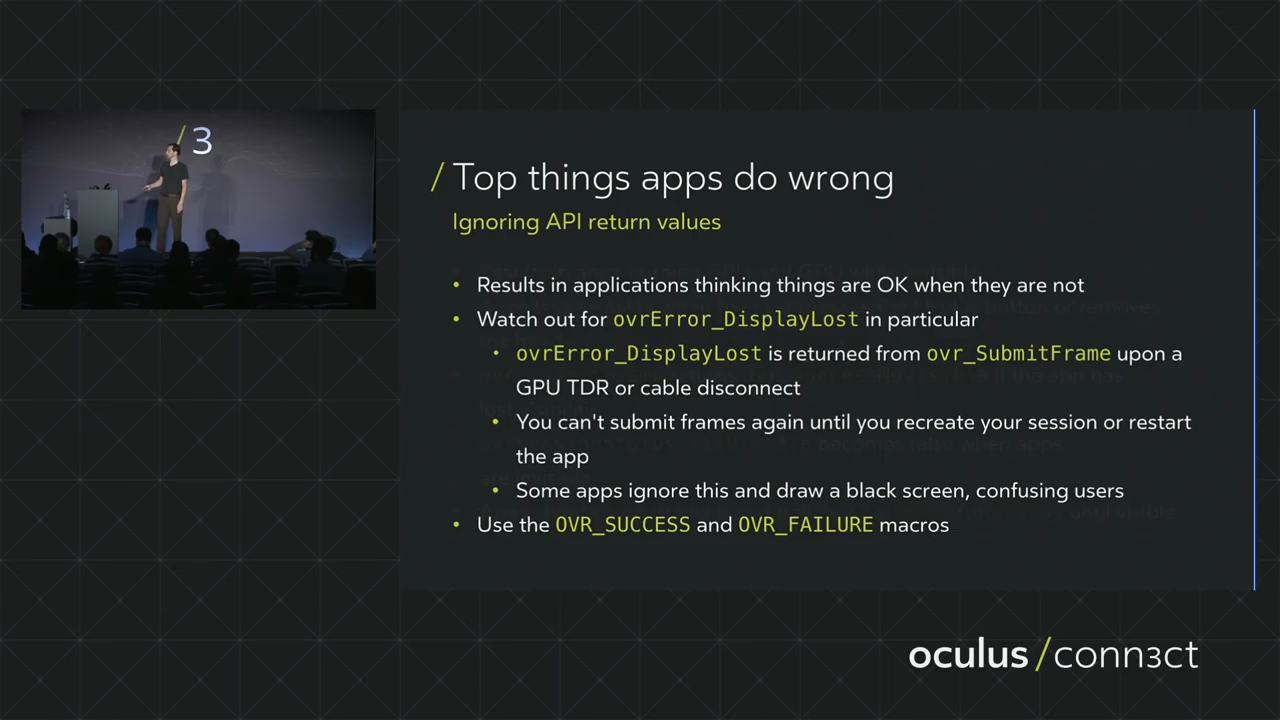 /3
/ Top things apps do wrong
Ignoring API return values
• Results in applications thinking things are OK when they are not
• Watch out for ovrError_DisplayLost in particular
• ovrError_DisplayLost is returned from ovr_SubmitFrame upon a
GPU TDR or cable disconnect
• You can't submit frames again until you recreate your session or restart
the app
• Some apps ignore this and draw a black screen, confusing users
• Use the OVR_SUCCESS and OVR_FAILURE macros
oculus/conn3ct